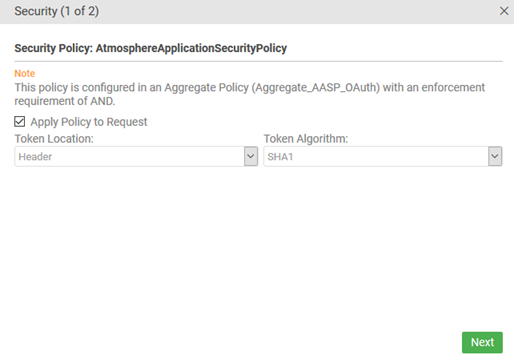 Security (1 of 2)
Security Policy: AtmosphereApplicationSecurityPolicy
Note
This policy is configured in an Aggregate Policy (Aggregate_AASP_OAuth) with an enforcement
requirement of AND.
Apply Policy to Request
Token Location: Token Algorithm:
Header SHA1
Next